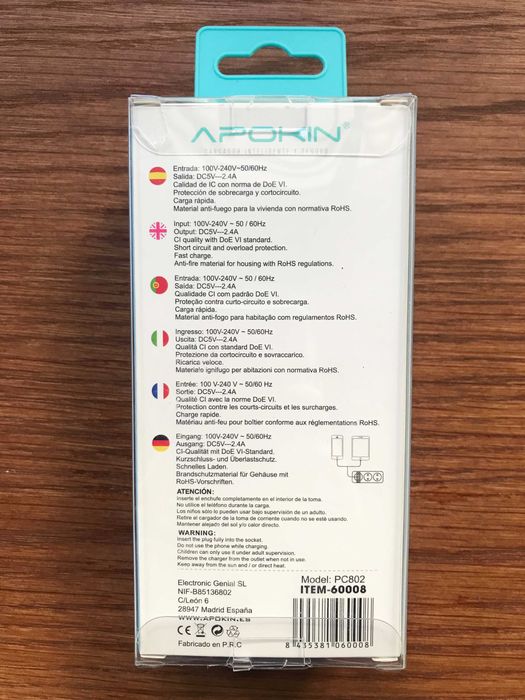 APOKIN®
CARGADOR INTELIGENTE Y SEGURO
Entrada: 100V-240V~50/60Hz
Salida: DC5V⎓2.4A
Calidad de IC con norma de DoE VI.
Protección de sobrecarga y cortocircuito.
Carga rápida.
Material anti-fuego para la vivienda con normativa RoHS.
Input: 100V-240V ~ 50 / 60Hz
Output: DC5V⎓2.4A
CI quality with DoE VI standard.
Short circuit and overload protection.
Fast charge.
Anti-fire material for housing with RoHS regulations.
Entrada: 100V-240V ~ 50 / 60Hz
Saída: DC5V⎓2.4A
Qualidade CI com padrão DoE VI.
Proteção contra curto-circuito e sobrecarga.
Carga rápida.
Material anti-fogo para habitação com regulamentos RoHS.
Ingresso: 100V-240V ~ 50/60Hz
Uscita: DC5V⎓2.4A
Qualità CI con standard DoE VI.
Protezione da cortocircuito e sovraccarico.
Ricarica veloce.
Materiale ignifugo per abitazioni con normativa RoHS.
Entrée: 100 V-240 V ~ 50/60 Hz
Sortie: DC5V⎓2.4A
Qualité CI avec la norme DoE VI.
Protection contre les courts-circuits et les surcharges.
Charge rapide.
Matériau anti-feu pour boîtier conforme aux réglementations RoHS.
Eingang: 100V-240V ~ 50/60Hz
Ausgang: DC5V⎓2.4A
CI-Qualität mit DoE VI-Standard.
Kurzschluss- und Überlastschutz.
Schnelles Laden.
Brandschutzmaterial für Gehäuse mit
RoHS-Vorschriften.
ATENCIÓN:
Inserte el enchufe completamente en el interior de la toma.
No utilice el teléfono durante la carga.
Los niños sólo lo pueden usar bajo supervisión de un adulto.
Retire el cargador de la toma de corriente cuando no se esté usando.
Mantener alejado del sol y/o calor directo.
WARNING:
Insert the plug fully into the socket.
Do not use the phone while charging
Children can only use it under adult supervision.
Remove the charger from the outlet when not in use.
Keep away from the sun and / or direct heat.
Electronic Genial SL
NIF-B85136802
C/León 6
28947 Madrid España
WWW.APOKIN.ES
CE
Fabricado en P.R.C
Model: PC802
ITEM-60008
8 435381 060008